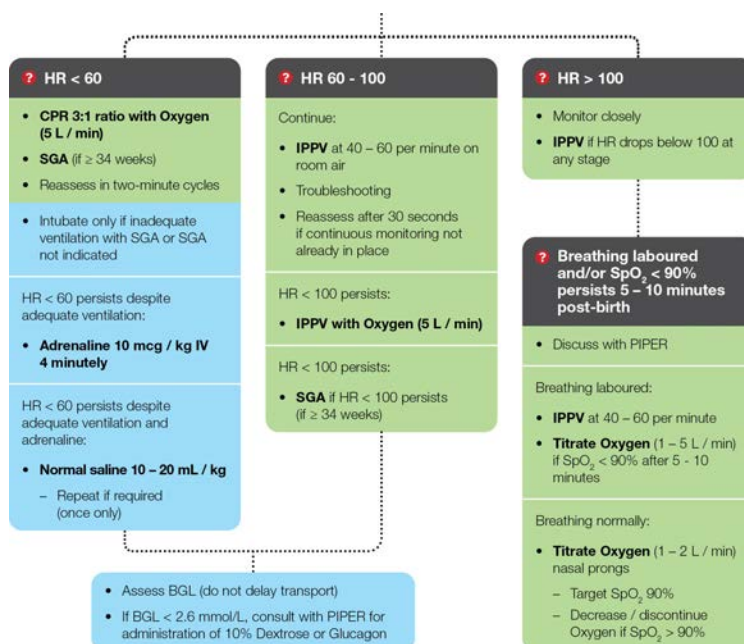 ? HR < 60
• CPR 3:1 ratio with Oxygen
(5 L / min)
• SGA (if ≥ 34 weeks)
• Reassess in two-minute cycles
• Intubate only if inadequate
ventilation with SGA or SGA
not indicated
HR < 60 persists despite
adequate ventilation:
• Adrenaline 10 mcg / kg IV
4 minutely
HR < 60 persists despite
adequate ventilation and
adrenaline:
• Normal saline 10 – 20 mL / kg
– Repeat if required
(once only)
? HR 60 - 100
Continue:
• IPPV at 40 – 60 per minute on
room air
• Troubleshooting
• Reassess after 30 seconds
if continuous monitoring not
already in place
HR < 100 persists:
• IPPV with Oxygen (5 L / min)
HR < 100 persists:
• SGA if HR < 100 persists
(if ≥ 34 weeks)
? HR > 100
• Monitor closely
• IPPV if HR drops below 100 at
any stage
? Breathing laboured
and/or SpO₂ < 90%
persists 5 – 10 minutes
post-birth
• Discuss with PIPER
Breathing laboured:
• IPPV at 40 – 60 per minute
• Titrate Oxygen (1 – 5 L / min)
if SpO₂ < 90% after 5 - 10
minutes
Breathing normally:
• Titrate Oxygen (1 – 2 L / min)
nasal prongs
– Target SpO₂ 90%
– Decrease / discontinue
Oxygen if SpO₂ > 90%
• Assess BGL (do not delay transport)
• If BGL < 2.6 mmol/L, consult with PIPER for
administration of 10% Dextrose or Glucagon